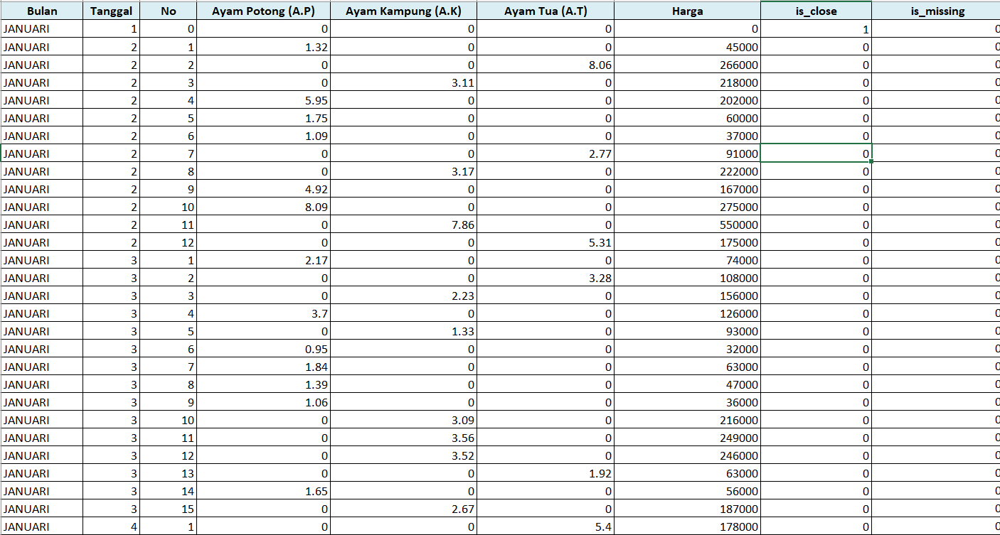 Bulan Tanggal No Ayam Potong (A.P) Ayam Kampung (A.K) Ayam Tua (A.T) Harga is_close is_missing
JANUARI 1 0 0 0 0 0 1 0
JANUARI 2 1 1.32 0 0 45000 0 0
JANUARI 2 2 0 0 8.06 266000 0 0
JANUARI 2 3 0 3.11 0 218000 0 0
JANUARI 2 4 5.95 0 0 202000 0 0
JANUARI 2 5 1.75 0 0 60000 0 0
JANUARI 2 6 1.09 0 0 37000 0 0
JANUARI 2 7 0 0 2.77 91000 0 0
JANUARI 2 8 0 3.17 0 222000 0 0
JANUARI 2 9 4.92 0 0 167000 0 0
JANUARI 2 10 8.09 0 0 275000 0 0
JANUARI 2 11 0 7.86 0 550000 0 0
JANUARI 2 12 0 0 5.31 175000 0 0
JANUARI 3 1 2.17 0 0 74000 0 0
JANUARI 3 2 0 0 3.28 108000 0 0
JANUARI 3 3 0 2.23 0 156000 0 0
JANUARI 3 4 3.7 0 0 126000 0 0
JANUARI 3 5 0 1.33 0 93000 0 0
JANUARI 3 6 0.95 0 0 32000 0 0
JANUARI 3 7 1.84 0 0 63000 0 0
JANUARI 3 8 1.39 0 0 47000 0 0
JANUARI 3 9 1.06 0 0 36000 0 0
JANUARI 3 10 0 3.09 0 216000 0 0
JANUARI 3 11 0 3.56 0 249000 0 0
JANUARI 3 12 0 3.52 0 246000 0 0
JANUARI 3 13 0 0 1.92 63000 0 0
JANUARI 3 14 1.65 0 0 56000 0 0
JANUARI 3 15 0 2.67 0 187000 0 0
JANUARI 4 1 0 0 5.4 178000 0 0